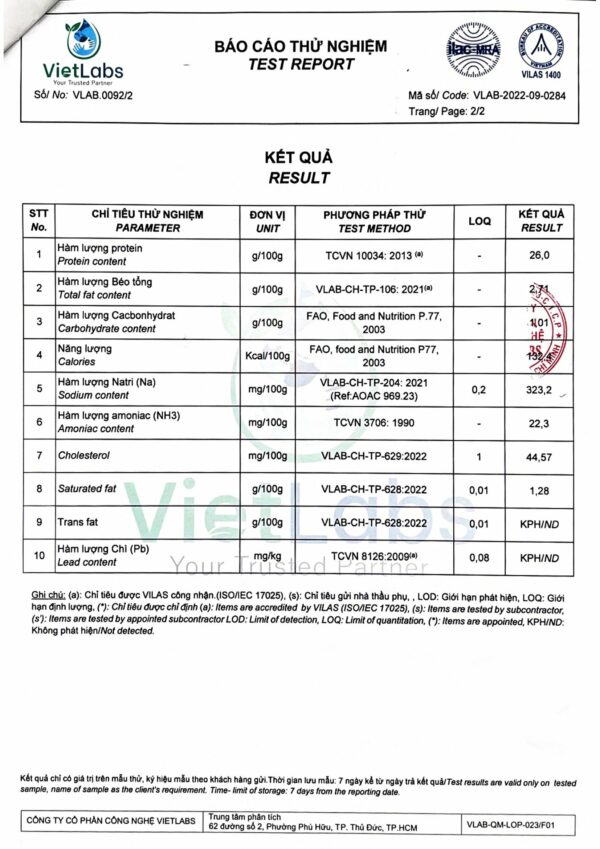 VietLabs
Your Trusted Partner
Số/ No: VLAB.0092/2
BÁO CÁO THỬ NGHIỆM
TEST REPORT
ilac-MRA
BUREAU OF ACCREDITATION
VIETNAM
VILAS 1400
Mã số/ Code: VLAB-2022-09-0284
Trang/ Page: 2/2
KẾT QUẢ
RESULT
STT No. | CHỈ TIÊU THỬ NGHIỆM PARAMETER | ĐƠN VỊ UNIT | PHƯƠNG PHÁP THỬ TEST METHOD | LOQ | KẾT QUẢ RESULT
1 | Hàm lượng protein Protein content | g/100g | TCVN 10034: 2013 (a) | - | 26,0
2 | Hàm lượng Béo tổng Total fat content | g/100g | VLAB-CH-TP-106: 2021(a) | - | 2,71
3 | Hàm lượng Cacbonhydrat Carbohydrate content | g/100g | FAO, Food and Nutrition P.77, 2003 | - | 1,01
4 | Năng lượng Calories | Kcal/100g | FAO, food and Nutrition P77, 2003 | -
5 | Hàm lượng Natri (Na) Sodium content | mg/100g | VLAB-CH-TP-204: 2021 (Ref:AOAC 969.23) | 0,2 | 323,2
6 | Hàm lượng amoniac (NH3) Amoniac content | mg/100g | TCVN 3706: 1990 | - | 22,3
7 | Cholesterol | mg/100g | VLAB-CH-TP-629:2022 | 1 | 44,57
8 | Saturated fat | g/100g | VLAB-CH-TP-628:2022 | 0,01 | 1,28
9 | Trans fat | g/100g | VLAB-CH-TP-628:2022 | 0,01 | KPH/ND
10 | Hàm lượng Chì (Pb) Lead content | mg/kg | TCVN 8126:2009(a) | 0,08 | KPH/ND
VietLabs
Your Trusted Partner
Ghi chú: (a): Chỉ tiêu được VILAS công nhận.(ISO/IEC 17025), (s): Chỉ tiêu gửi nhà thầu phụ, , LOD: Giới hạn phát hiện, LOQ: Giới
hạn định lượng, (*): Chỉ tiêu được chỉ định (a): Items are accredited by VILAS (ISO/IEC 17025), (s): Items are tested by subcontractor,
(s'): Items are tested by appointed subcontractor LOD: Limit of detection, LOQ: Limit of quantitation, (*): Items are appointed, KPH/ND:
Không phát hiện/Not detected.
Kết quả chỉ có giá trị trên mẫu thử, ký hiệu mẫu theo khách hàng gửi.Thời gian lưu mẫu: 7 ngày kể từ ngày trả kết quả/Test results are valid only on tested
sample, name of sample as the client's requirement. Time- limit of storage: 7 days from the reporting date.
CÔNG TY CỔ PHẦN CÔNG NGHỆ VIETLABS
Trung tâm phân tích
62 đường số 2, Phường Phú Hữu, TP. Thủ Đức, TP.HCM
VLAB-QM-LOP-023/F01